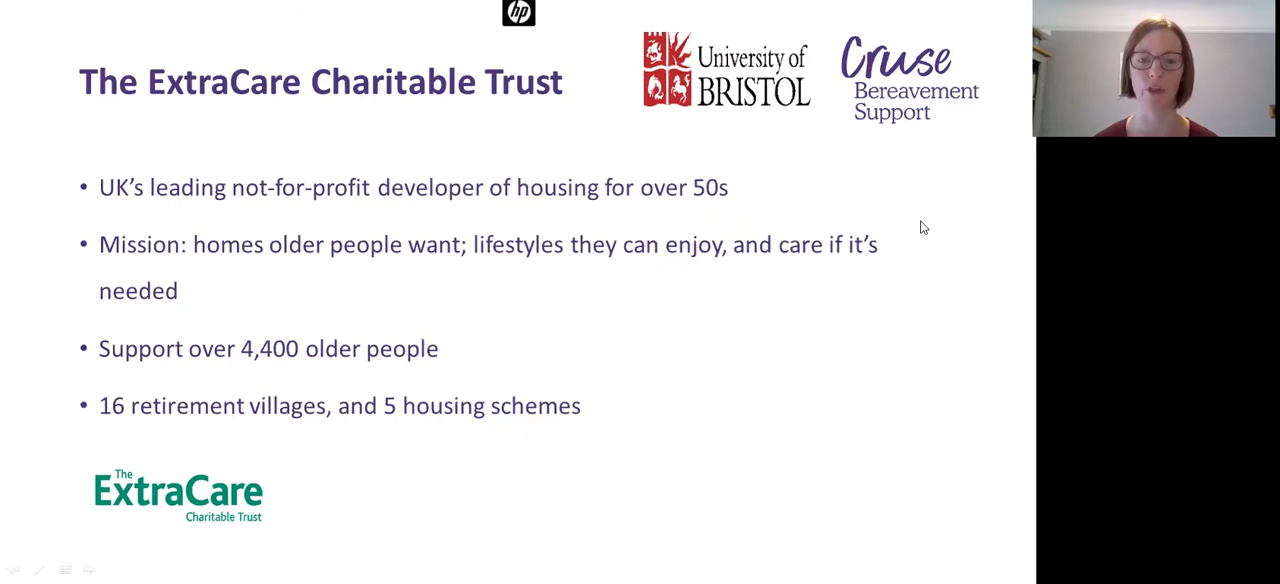 hp
The ExtraCare Charitable Trust
University of
BRISTOL
Cruse
Bereavement
Support
• UK’s leading not-for-profit developer of housing for over 50s
• Mission: homes older people want; lifestyles they can enjoy, and care if it’s
needed
• Support over 4,400 older people
• 16 retirement villages, and 5 housing schemes
The
ExtraCare
Charitable Trust